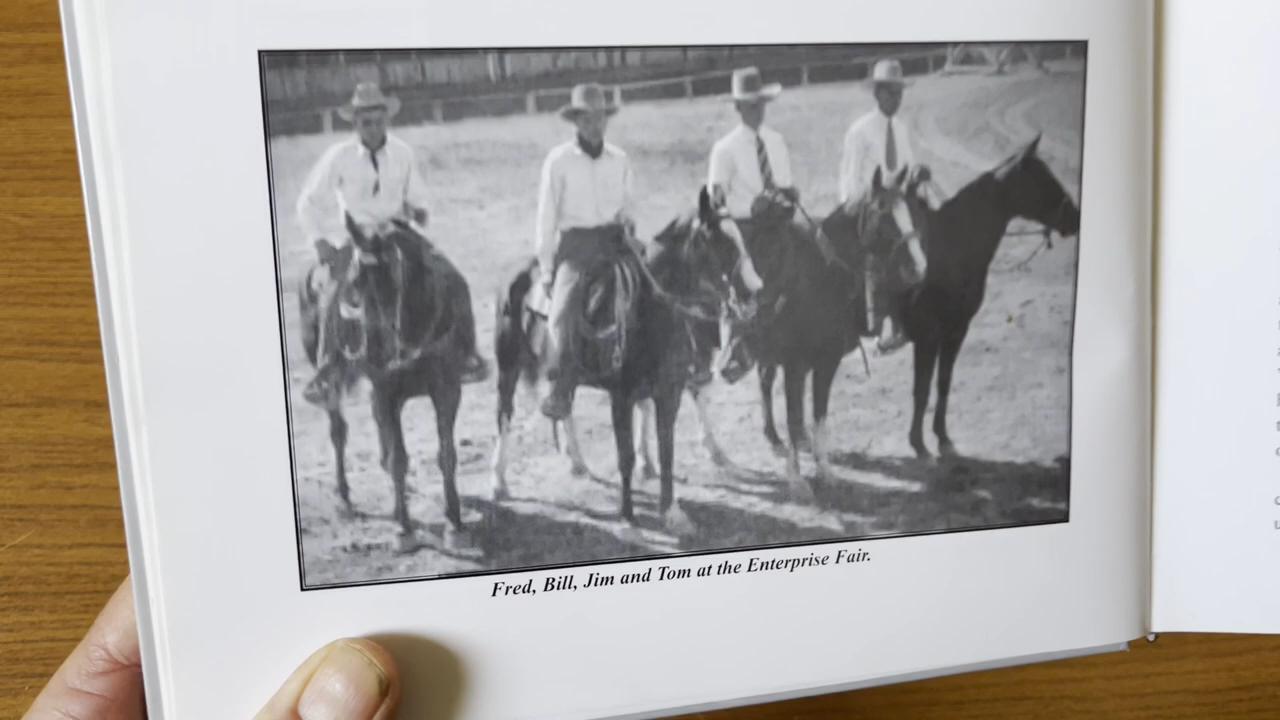 Fred, Bill, Jim and Tom at the Enterprise Fair.